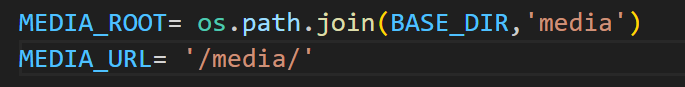 MEDIA_ROOT= os.path.join(BASE_DIR,'media')
MEDIA_URL= '/media/'